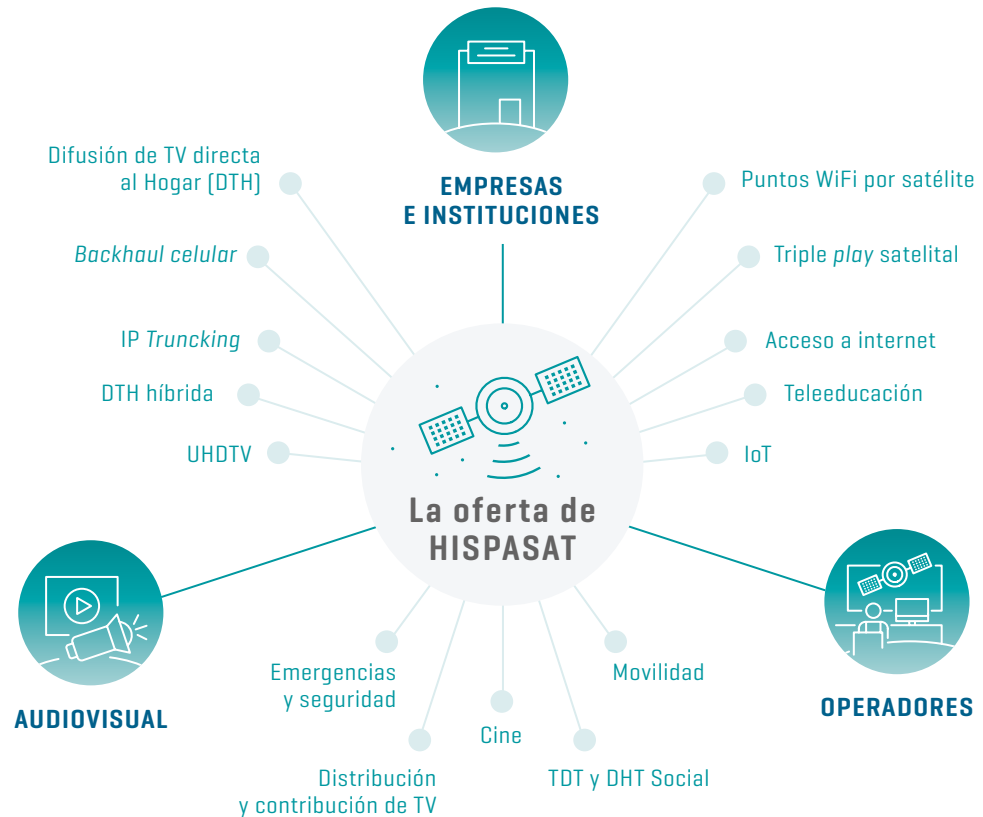 EMPRESAS
E INSTITUCIONES
Difusión de TV directa
al Hogar (DTH)
Backhaul celular
IP Truncking
DTH híbrida
UHDTV
Puntos WiFi por satélite
Triple play satelital
Acceso a internet
Teleeducación
IoT
La oferta de
HISPASAT
AUDIOVISUAL
OPERADORES
Emergencias
y seguridad
Distribución
y contribución de TV
Cine
TDT y DHT Social
Movilidad